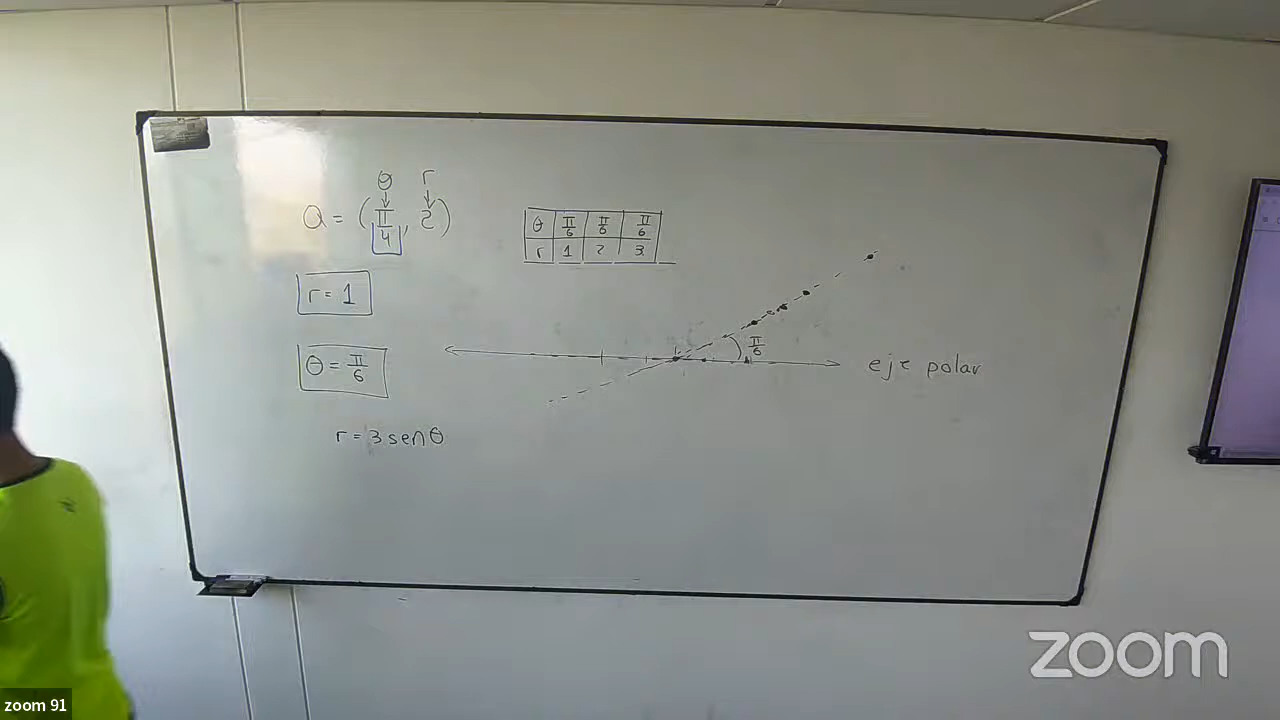 θ r
Q = (π/4, 2)
r = 1
θ = π/6
r = 3 sen θ
θ π/6 π/6 π/6
r 1 2 3
π/6
eje polar
zoom
zoom 91